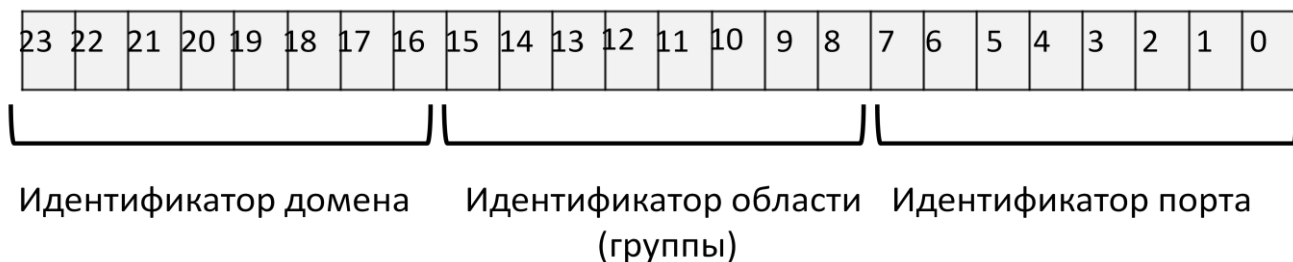 23 22 21 20 19 18 17 16 15 14 13 12 11 10 9 8 7 6 5 4 3 2 1 0
Идентификатор домена Идентификатор области Идентификатор порта
(группы)